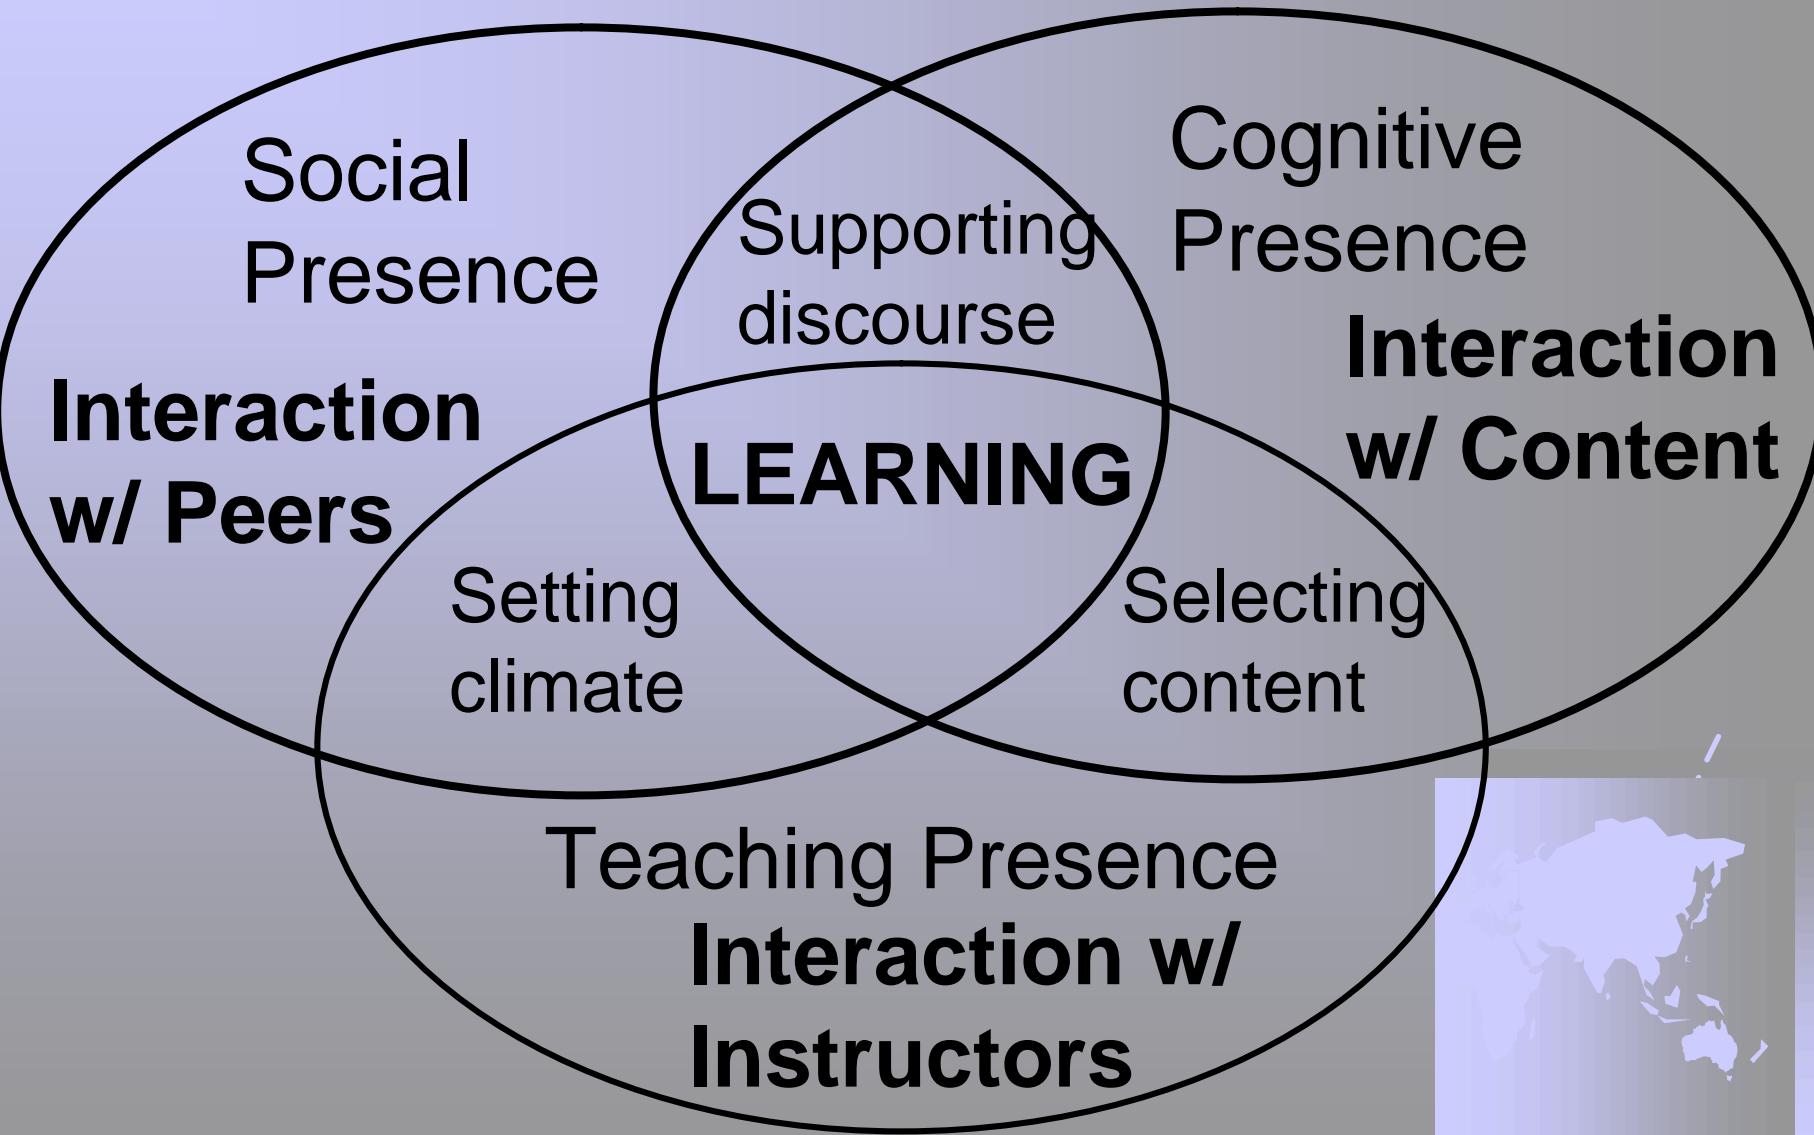 Social
Presence
Interaction
w/ Peers
Supporting
discourse
Cognitive
Presence
Interaction
w/ Content
LEARNING
Setting
climate
Selecting
content
Teaching Presence
Interaction w/
Instructors